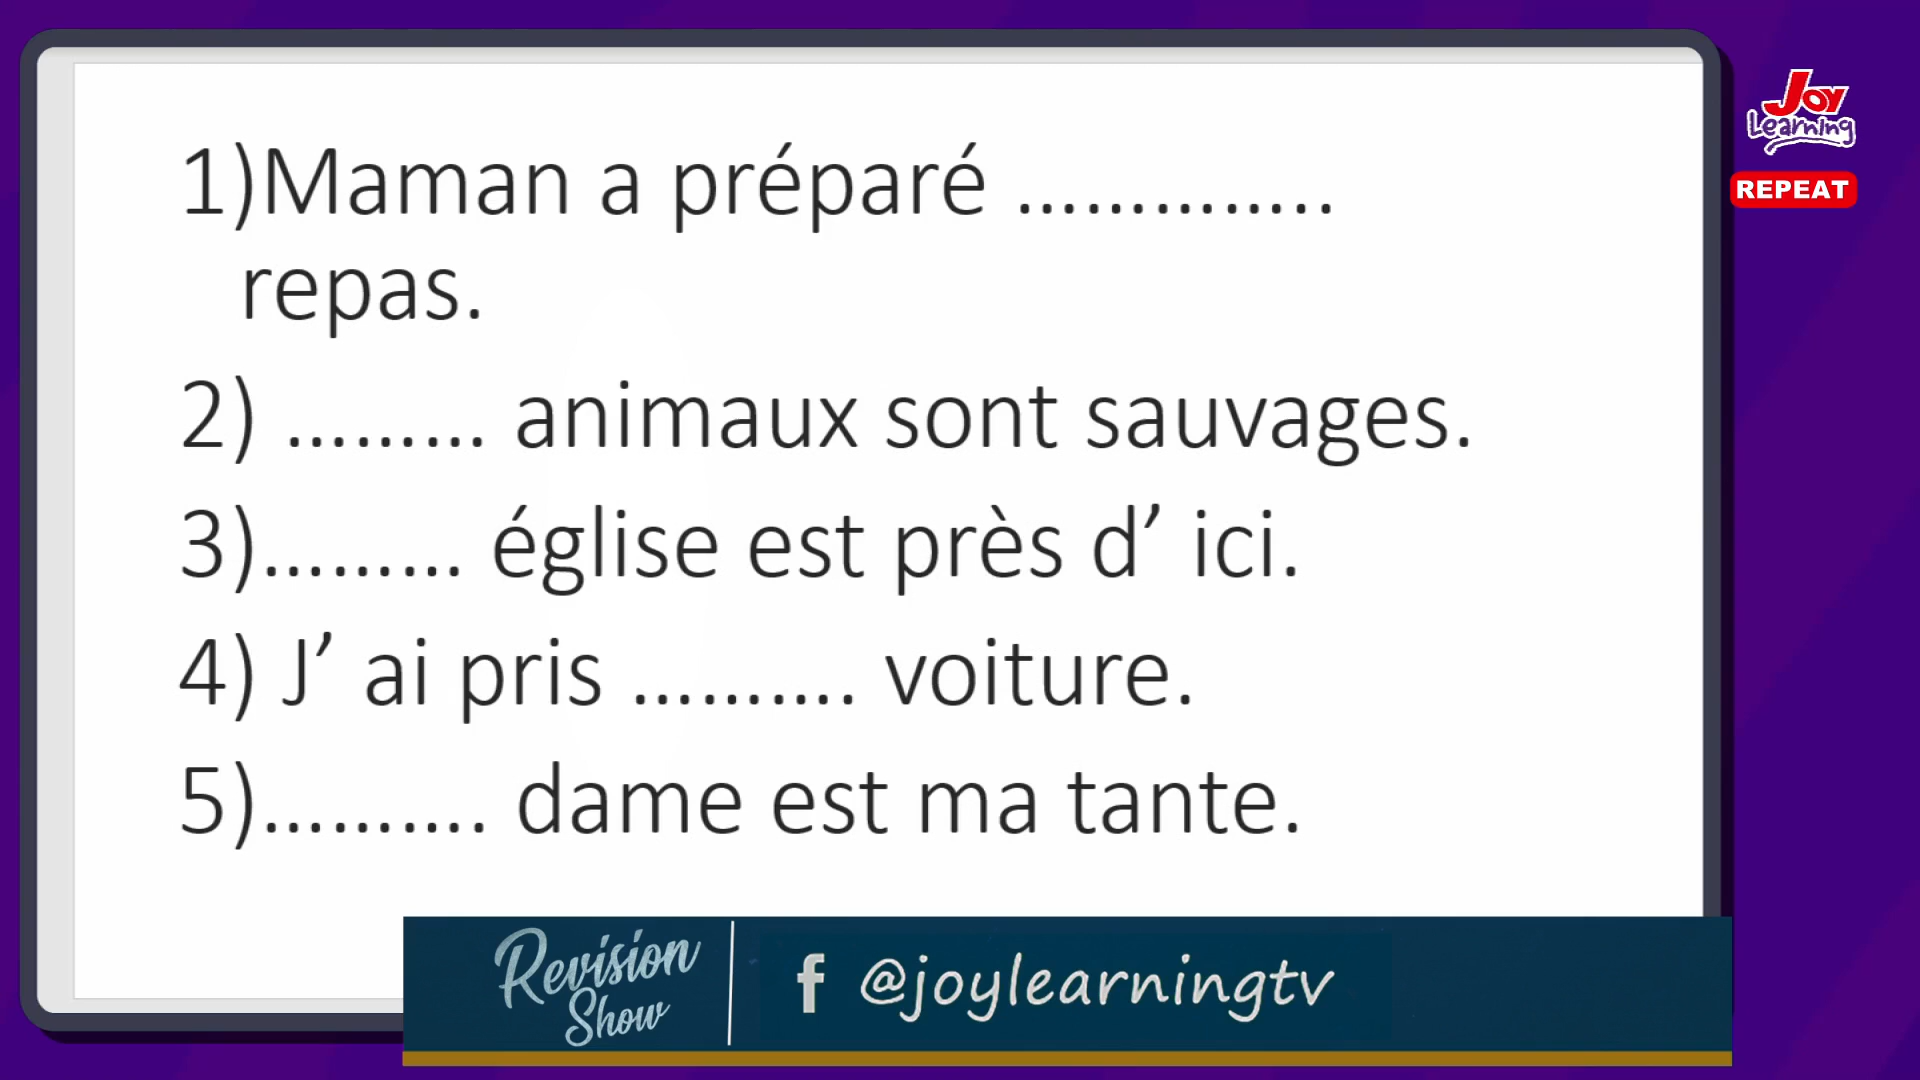 1)Maman a préparé ..............
repas.
2) ......... animaux sont sauvages.
3)......... église est près d’ ici.
4) J’ ai pris .......... voiture.
5).......... dame est ma tante.
Joy
Learning
REPEAT
Revision
Show
f @joylearningtv